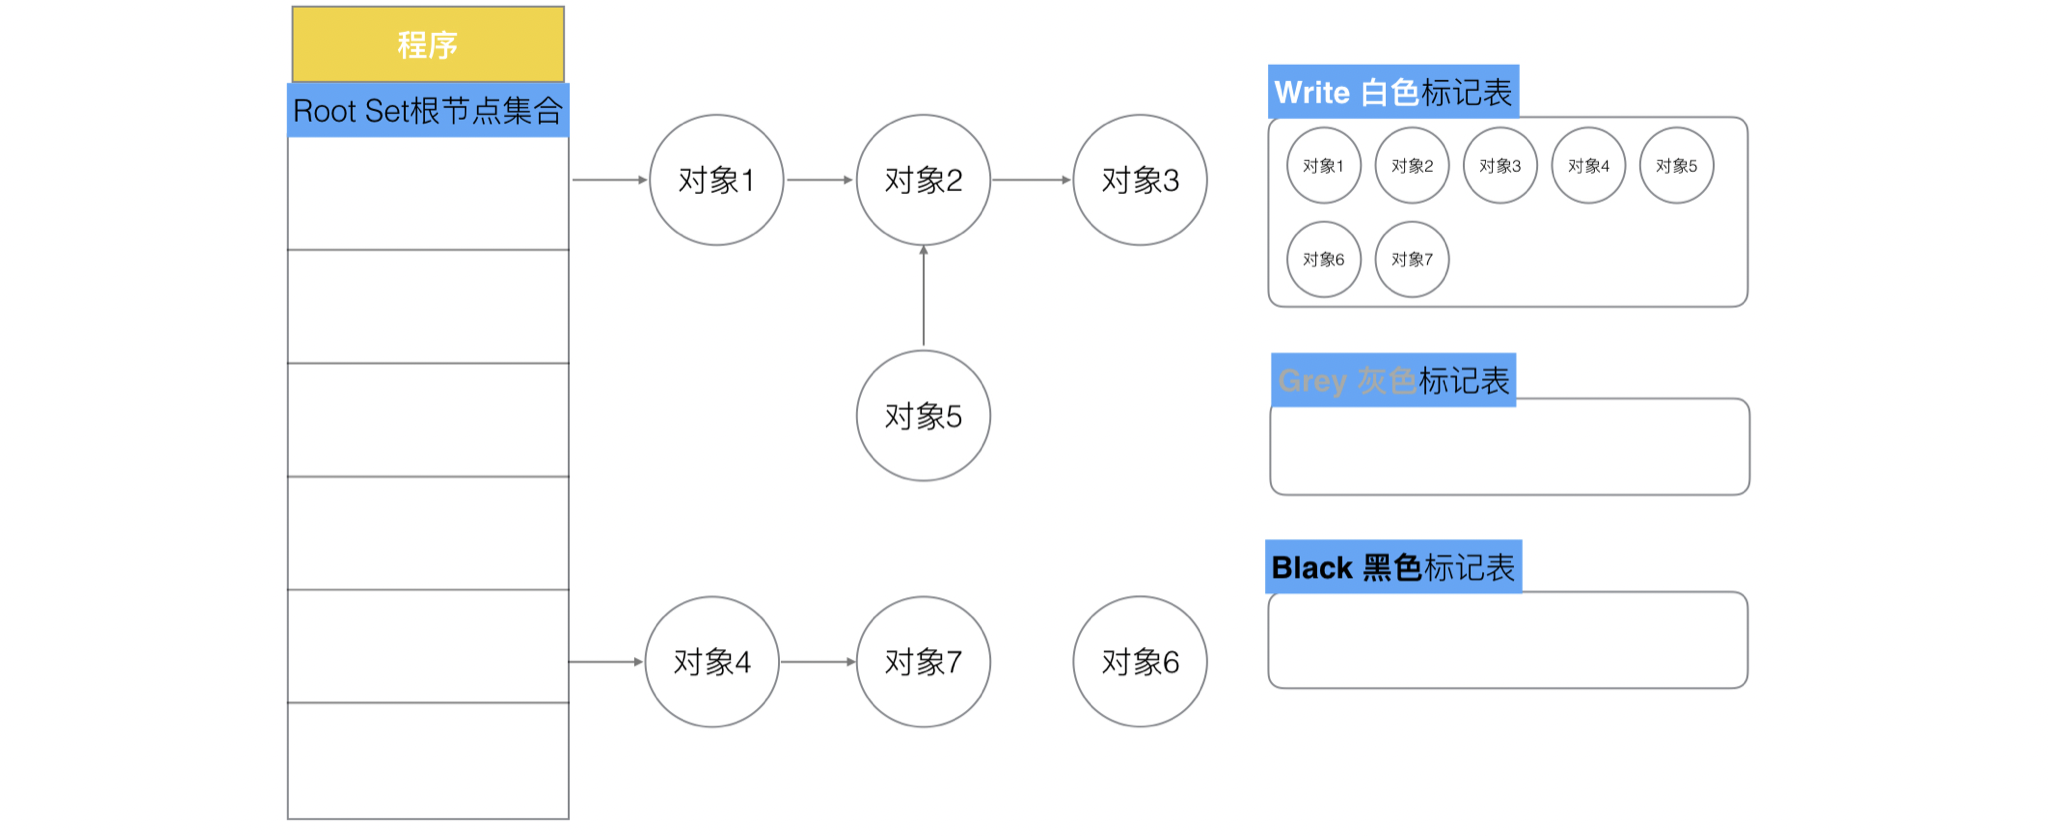 程序
Root Set根节点集合
对象1
对象2
对象3
对象5
对象4
对象7
对象6
Write 白色标记表
对象1
对象2
对象3
对象4
对象5
对象6
对象7
Grey 灰色标记表
Black 黑色标记表